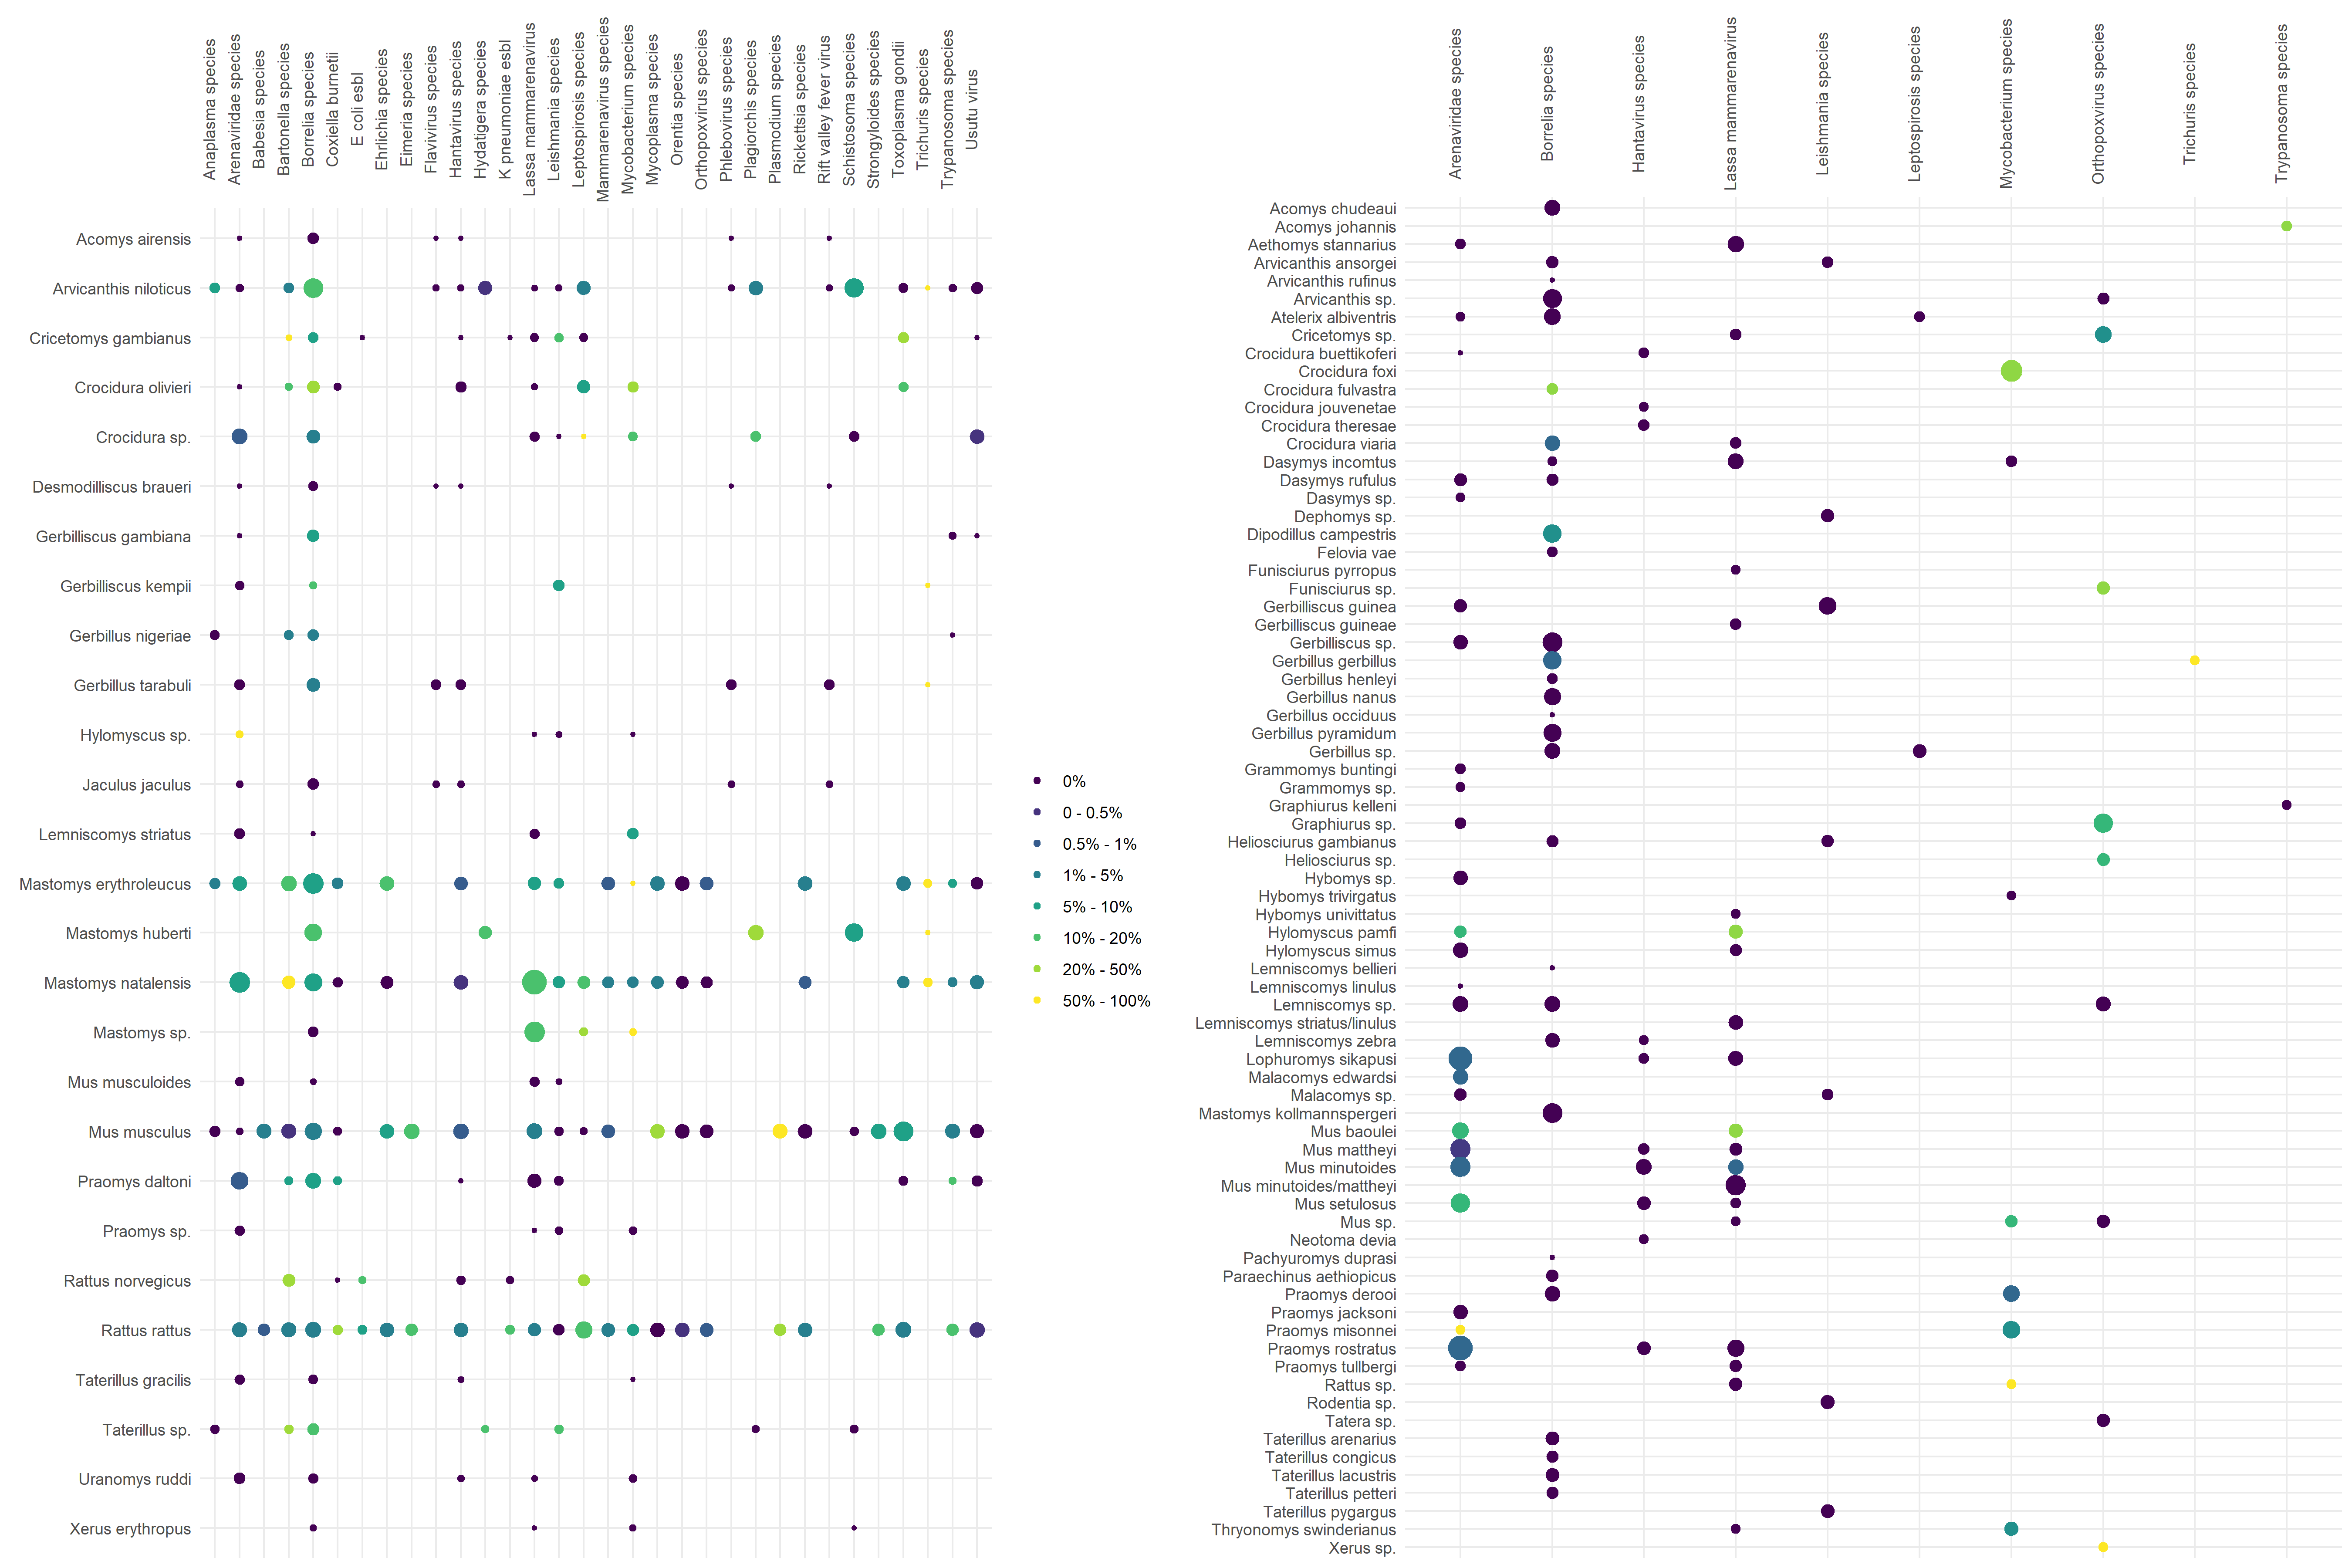 Anaplasma species
Arenaviridae species
Babesia species
Bartonella species
Borrelia species
Coxiella burnetii
E coli esbl
Ehrlichia species
Eimeria species
Flavivirus species
Hantavirus species
Hydatigera species
K pneumoniae esbl
Lassa mammarenavirus
Leishmania species
Leptospirosis species
Mammarenavirus species
Mycobacterium species
Mycoplasma species
Orentia species
Orthopoxvirus species
Phlebovirus species
Plagiorchis species
Plasmodium species
Rickettsia species
Rift valley fever virus
Schistosoma species
Strongyloides species
Toxoplasma gondii
Trichuris species
Trypanosoma species
Usutu virus
Acomys airensis
Arvicanthis niloticus
Cricetomys gambianus
Crocidura olivieri
Crocidura sp.
Desmodilliscus braueri
Gerbilliscus gambiana
Gerbilliscus kempii
Gerbillus nigeriae
Gerbillus tarabuli
Hylomyscus sp.
Jaculus jaculus
Lemniscomys striatus
Mastomys erythroleucus
Mastomys huberti
Mastomys natalensis
Mastomys sp.
Mus musculoides
Mus musculus
Praomys daltoni
Praomys sp.
Rattus norvegicus
Rattus rattus
Taterillus gracilis
Taterillus sp.
Uranomys ruddi
Xerus erythropus
0%
0 - 0.5%
0.5% - 1%
1% - 5%
5% - 10%
10% - 20%
20% - 50%
50% - 100%
Arenaviridae species
Borrelia species
Hantavirus species
Lassa mammarenavirus
Leishmania species
Leptospirosis species
Mycobacterium species
Orthopoxvirus species
Trichuris species
Trypanosoma species
Acomys chudeaui
Acomys johannis
Aethomys stannarius
Arvicanthis ansorgei
Arvicanthis rufinus
Arvicanthis sp.
Atelerix albiventris
Cricetomys sp.
Crocidura buettikoferi
Crocidura foxi
Crocidura fulvastra
Crocidura jouvenetae
Crocidura theresae
Crocidura viaria
Dasymys incomtus
Dasymys rufulus
Dasymys sp.
Dephomys sp.
Dipodillus campestris
Felovia vae
Funisciurus pyrropus
Funisciurus sp.
Gerbilliscus guinea
Gerbilliscus guineae
Gerbilliscus sp.
Gerbillus gerbillus
Gerbillus henleyi
Gerbillus nanus
Gerbillus occiduus
Gerbillus pyramidum
Gerbillus sp.
Grammomys buntingi
Grammomys sp.
Graphiurus kelleni
Graphiurus sp.
Heliosciurus gambianus
Heliosciurus sp.
Hybomys sp.
Hybomys trivirgatus
Hybomys univittatus
Hylomyscus pamfi
Hylomyscus simus
Lemniscomys bellieri
Lemniscomys linulus
Lemniscomys sp.
Lemniscomys striatus/linulus
Lemniscomys zebra
Lophuromys sikapusi
Malacomys edwardsi
Malacomys sp.
Mastomys kollmannspergeri
Mus baoulei
Mus mattheyi
Mus minutoides
Mus minutoides/mattheyi
Mus setulosus
Mus sp.
Neotoma devia
Pachyuromys duprasi
Paraechinus aethiopicus
Praomys derooi
Praomys jacksoni
Praomys misonnei
Praomys rostratus
Praomys tullbergi
Rattus sp.
Rodentia sp.
Tatera sp.
Taterillus arenarius
Taterillus congicus
Taterillus lacustris
Taterillus petteri
Taterillus pygargus
Thryonomys swinderianus
Xerus sp.